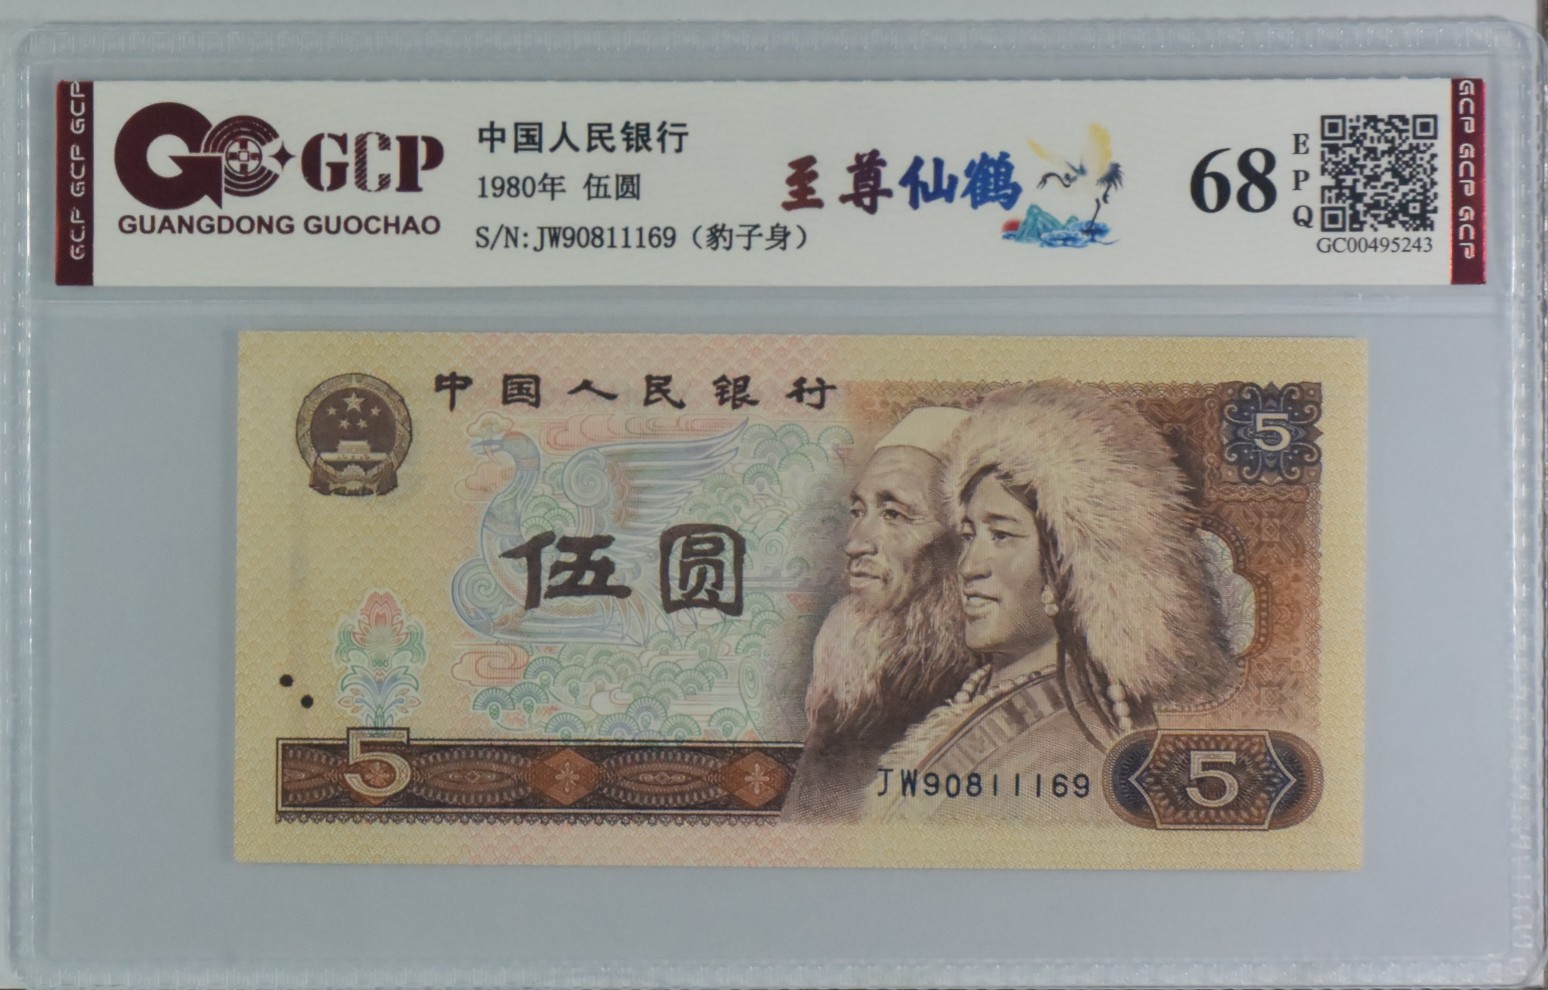 GCP
GUANGDONG GUOCHAO
中国人民银行
1980年 伍圆
S/N:JW90811169（豹子身）
至尊仙鹤
68
EPQ
GC00495243
GCP GCP GCP
GCP GCP GCP
中国人民银行
5
伍圆
5
JW90811169
5